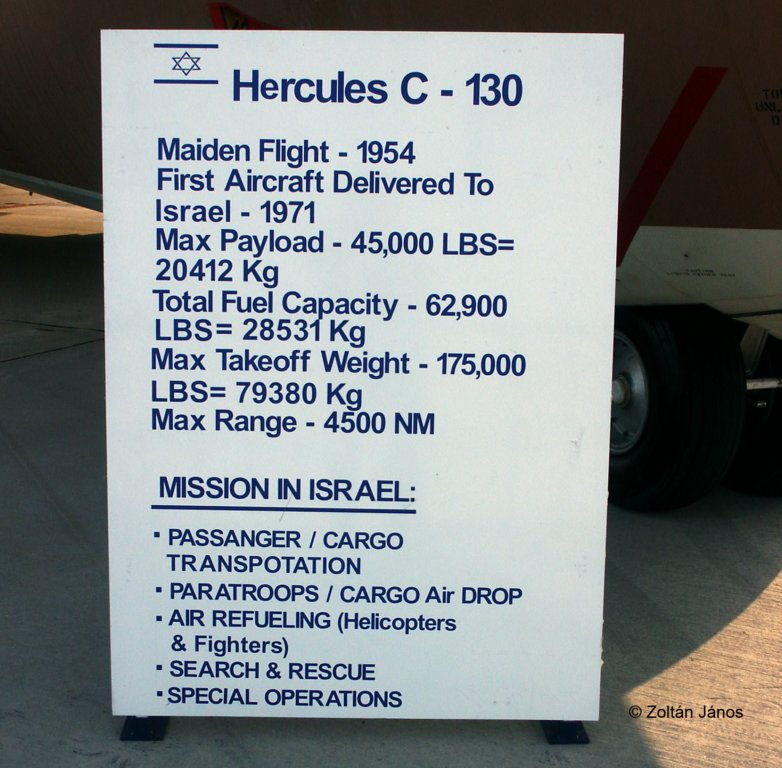 Hercules C - 130
Maiden Flight - 1954
First Aircraft Delivered To
Israel - 1971
Max Payload - 45,000 LBS=
20412 Kg
Total Fuel Capacity - 62,900
LBS= 28531 Kg
Max Takeoff Weight - 175,000
LBS= 79380 Kg
Max Range - 4500 NM
MISSION IN ISRAEL:
▪ PASSANGER / CARGO
TRANSPOTATION
▪ PARATROOPS / CARGO Air DROP
▪ AIR REFUELING (Helicopters
& Fighters)
▪ SEARCH & RESCUE
▪ SPECIAL OPERATIONS
© Zoltán János